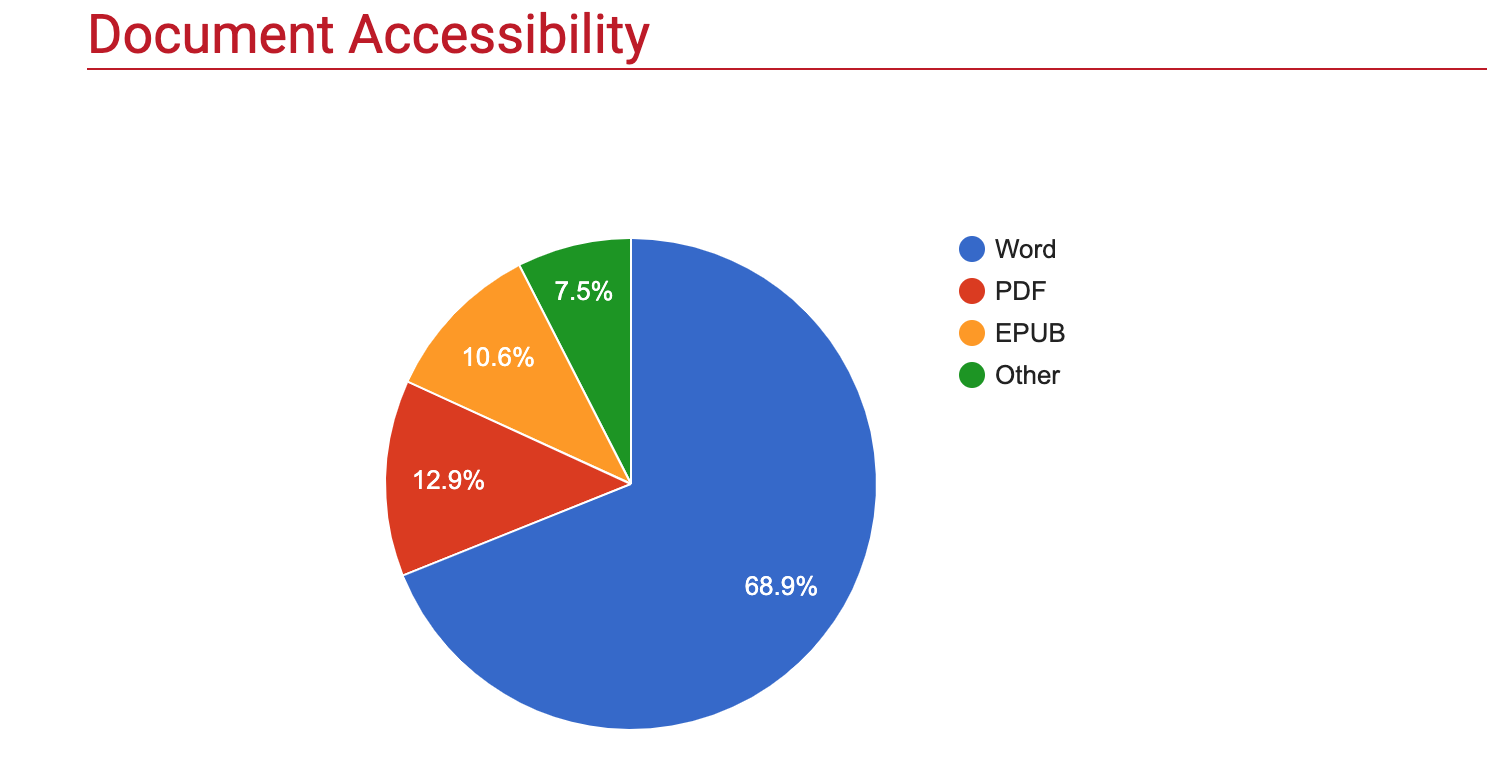 Document Accessibility
Word
PDF
EPUB
Other
7.5%
10.6%
12.9%
68.9%